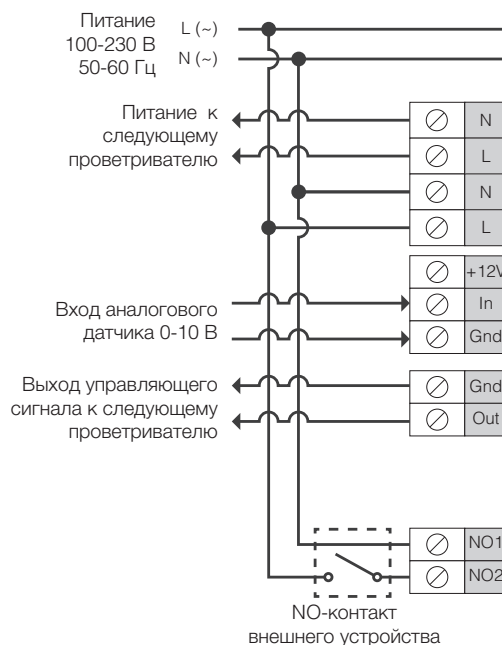 Питание
100-230 В
50-60 Гц
L (~)
N (~)
Питание к
следующему
проветривателю
N
L
N
L
+12V
In
Gnd
Вход аналогового
датчика 0-10 В
Gnd
Out
Выход управляющего
сигнала к следующему
проветривателю
NO1
NO2
NO-контакт
внешнего устройства